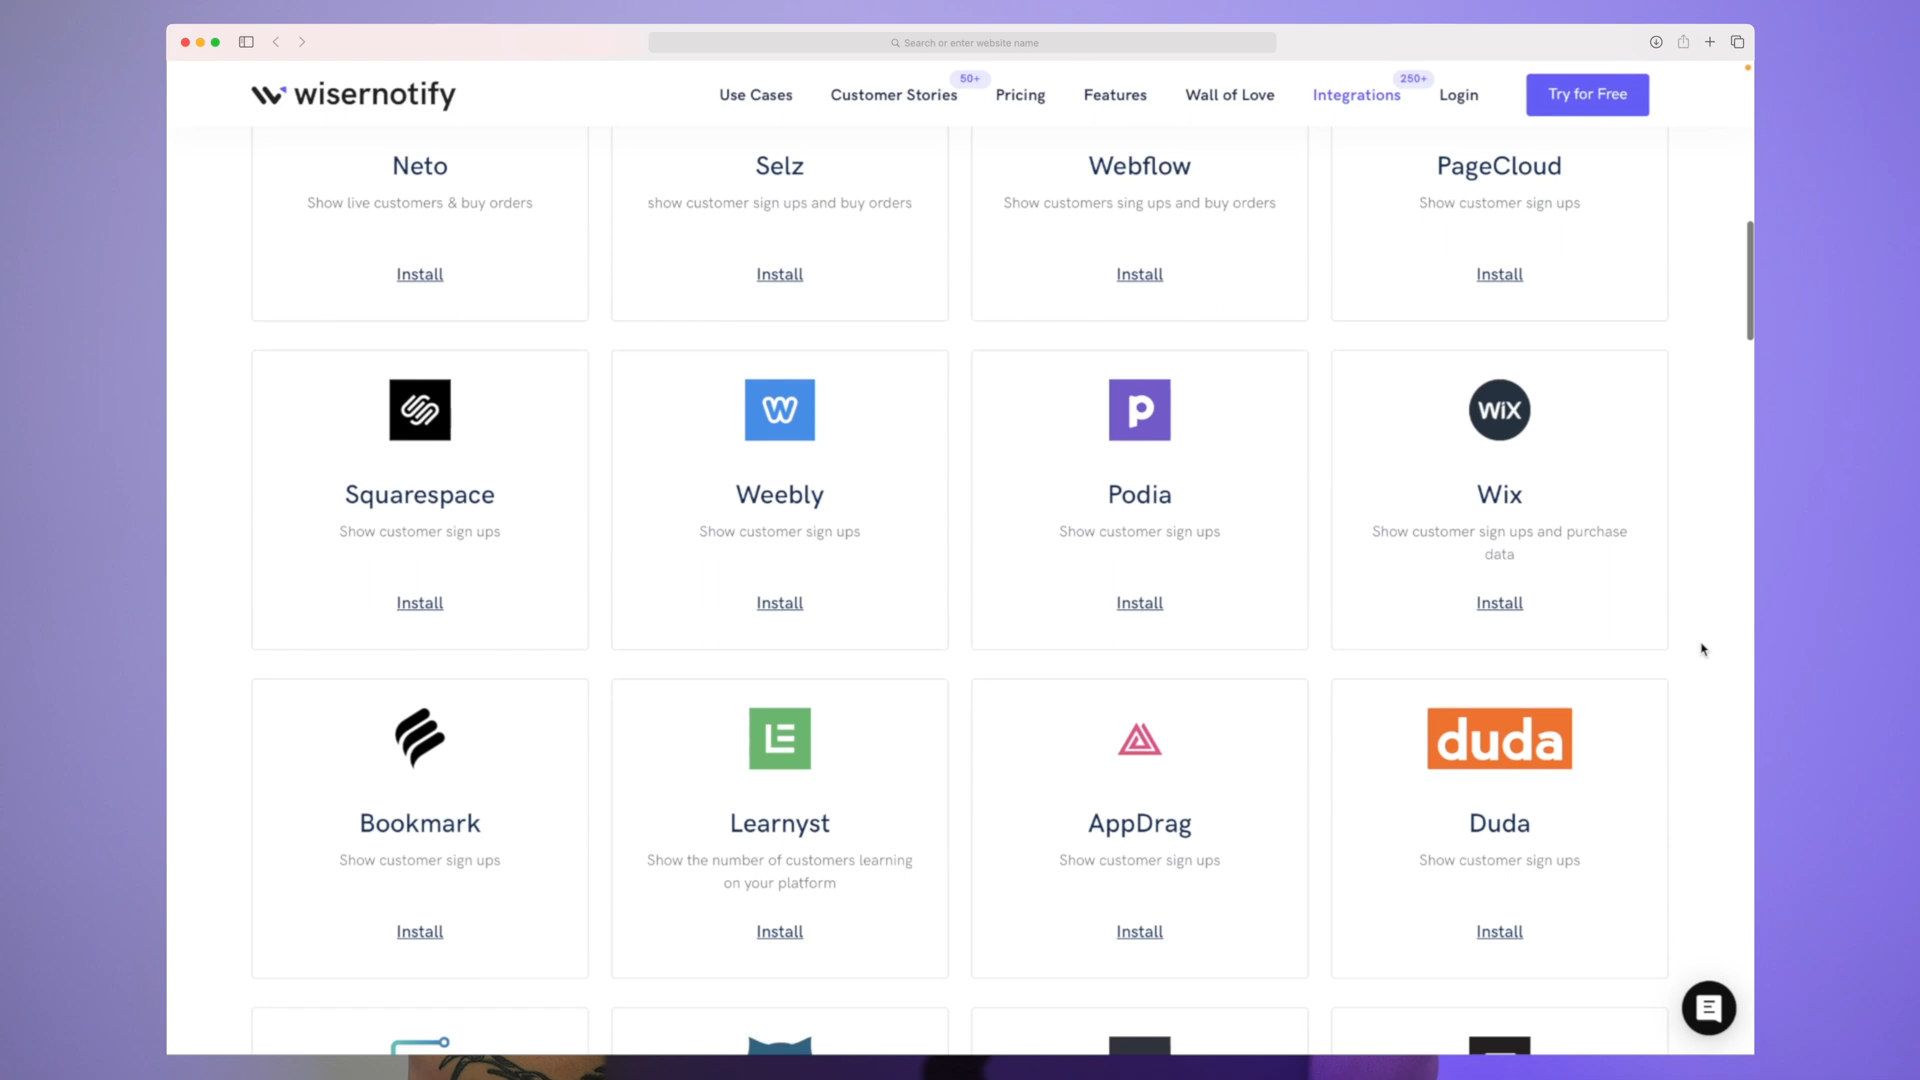 Search or enter website name
wisernotify
Use Cases
Customer Stories
50+
Pricing
Features
Wall of Love
Integrations
250+
Login
Try for Free
Neto
Show live customers & buy orders
Install
Selz
show customer sign ups and buy orders
Install
Webflow
Show customers sing ups and buy orders
Install
PageCloud
Show customer sign ups
Install
Squarespace
Show customer sign ups
Install
W
Weebly
Show customer sign ups
Install
p
Podia
Show customer sign ups
Install
WiX
Wix
Show customer sign ups and purchase
data
Install
Bookmark
Show customer sign ups
Install
LE
Learnyst
Show the number of customers learning
on your platform
Install
AppDrag
Show customer sign ups
Install
duda
Duda
Show customer sign ups
Install